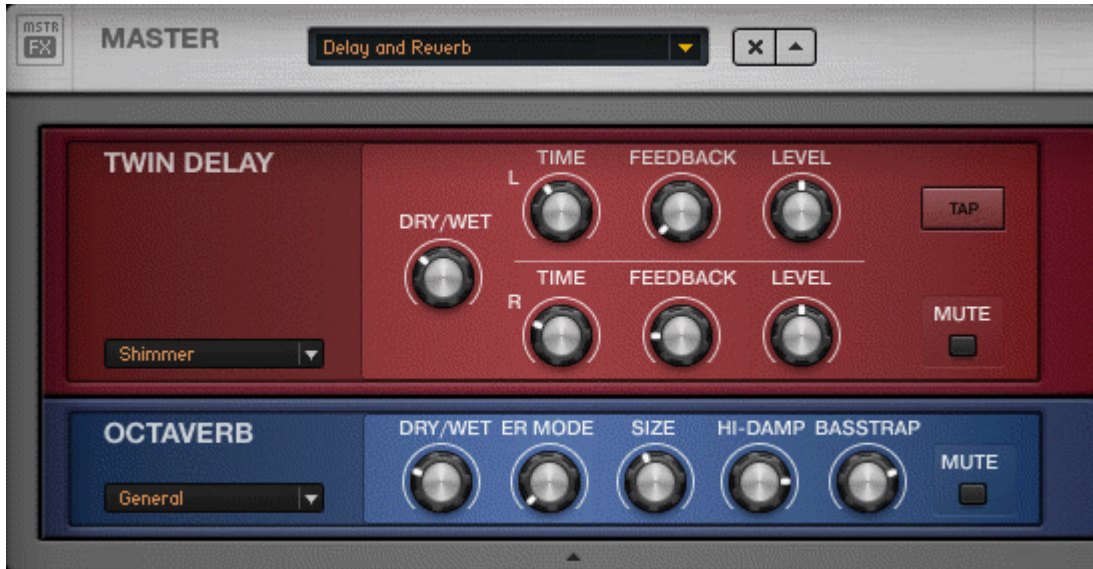 MSTR
FX
MASTER
Delay and Reverb
TWIN DELAY
TIME FEEDBACK LEVEL
L
TAP
DRY/WET
TIME FEEDBACK LEVEL
R
MUTE
Shimmer
OCTAVERB
DRY/WET ER MODE SIZE HI-DAMP BASSTRAP
MUTE
General